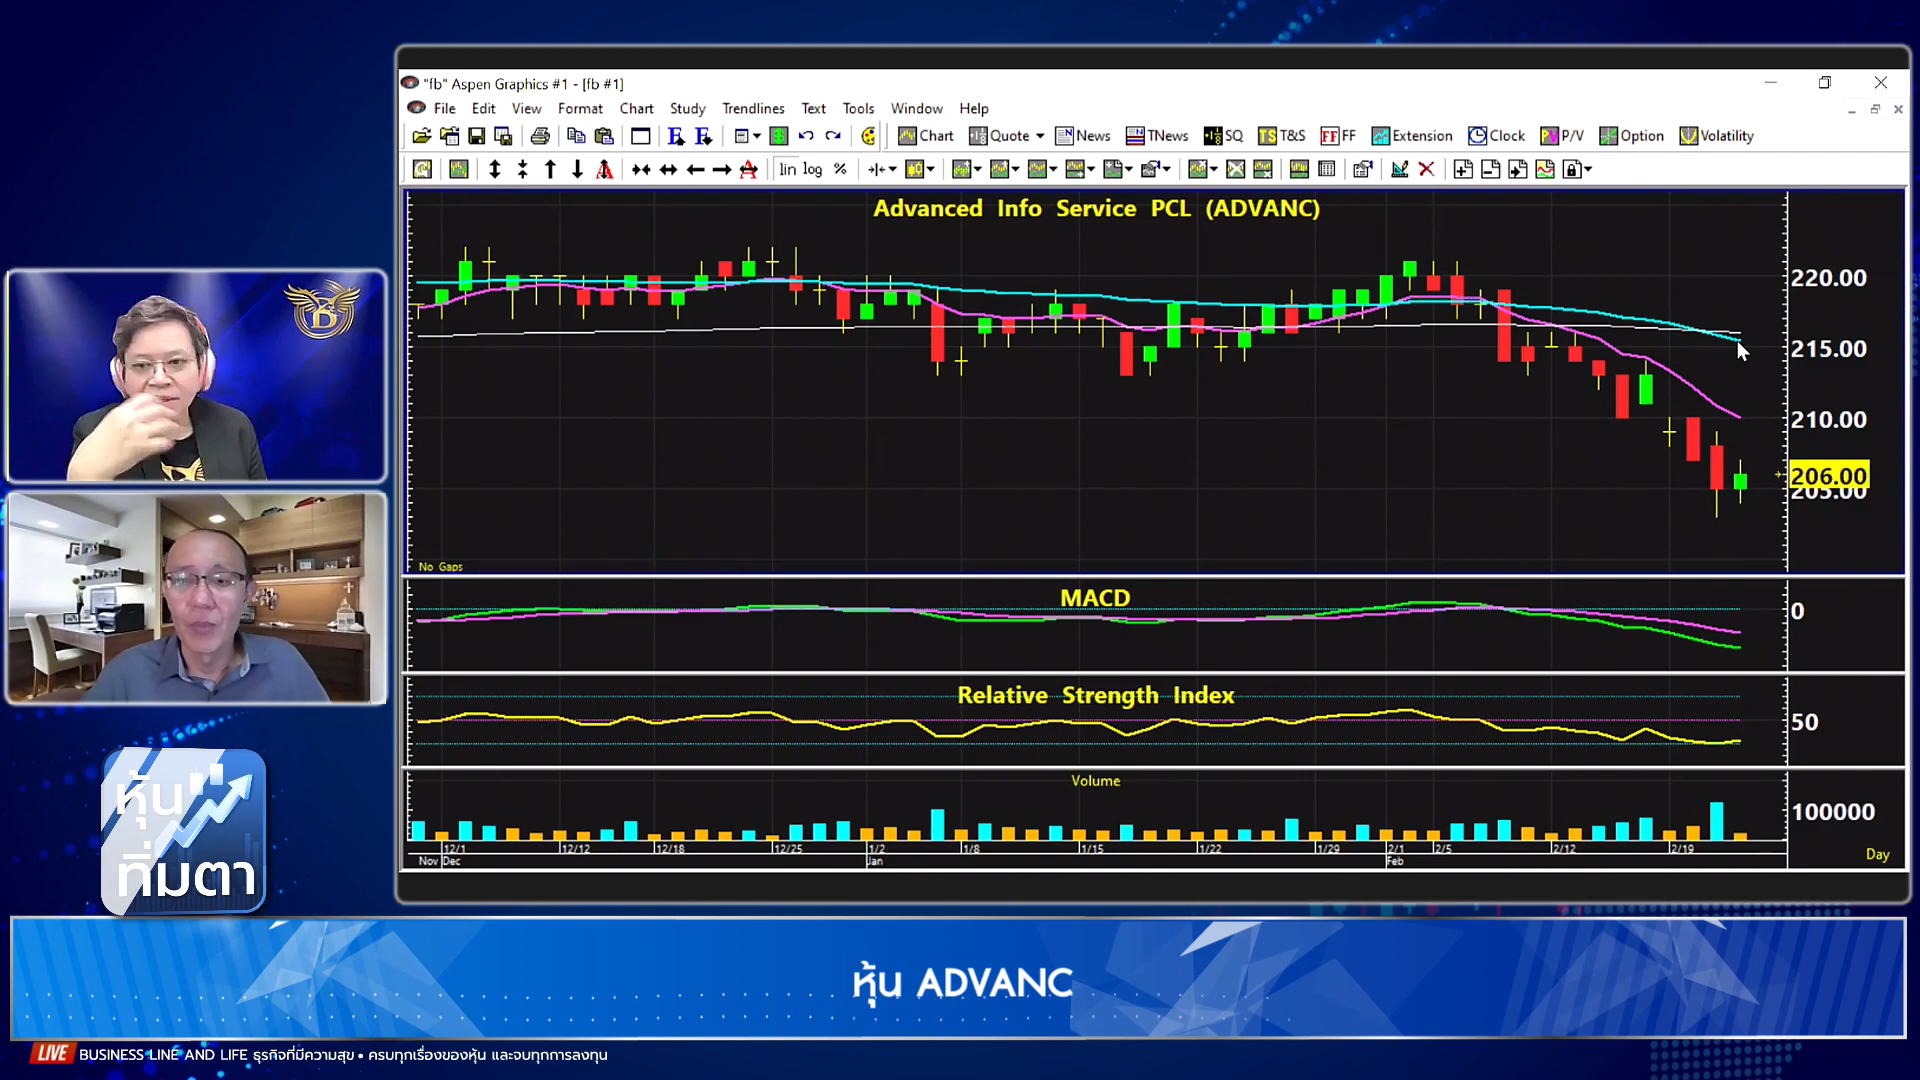 "fb" Aspen Graphics #1 - [fb #1]
File Edit View Format Chart Study Trendlines Text Tools Window Help
Chart Quote News TNews SQ TS T&S FF FF Extension Clock P/V Option Volatility
lin log %
Advanced Info Service PCL (ADVANC)
220.00
215.00
210.00
206.00
205.00
No Gaps
MACD
0
Relative Strength Index
50
Volume
100000
12/1 12/12 12/18 12/25 1/2 1/8 1/15 1/22 1/29 2/1 2/5 2/12 2/19
Nov Dec Jan Feb
Day
หุ้น
ทิ่มตา
หุ้น ADVANC
LIVE BUSINESS LINE AND LIFE ธุรกิจที่มีความสุข • ครบทุกเรื่องของหุ้น และจบทุกการลงทุน